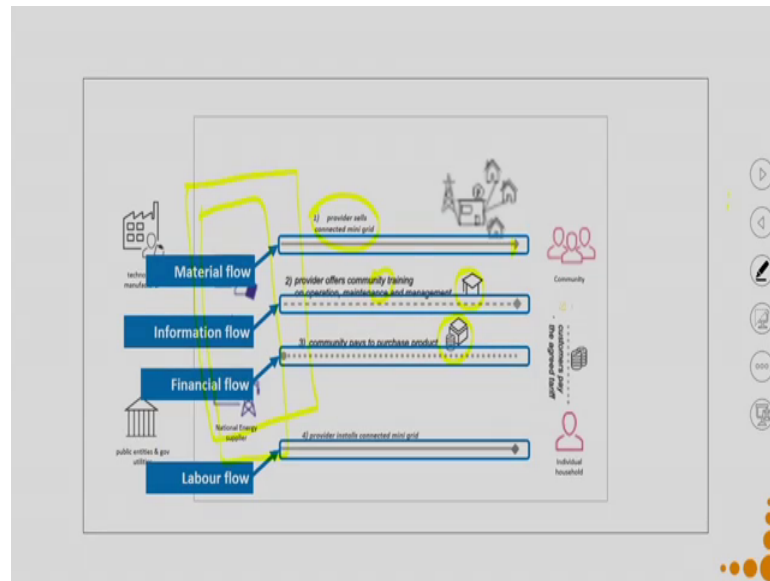 1) provider sells
connected mini grid
Material flow
Community
2) provider offers community training
on operation, maintenance and management
Information flow
3) community pays to purchase product
Financial flow
customers pay
the agreed tariff
National Energy
supplier
public entities & gov
4) provider installs connected mini grid
Individual
household
Labour flow